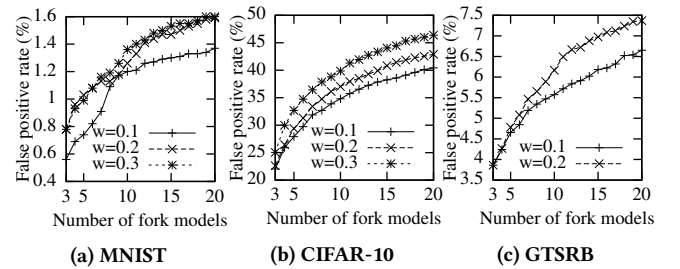 False positive rate (%)
1.6
1.4
1.2
1
0.8
0.6
0.4
w=0.1
w=0.2
w=0.3
3 5 10 15 20
Number of fork models
(a) MNIST
False positive rate (%)
50
45
40
35
30
25
20
w=0.1
w=0.2
w=0.3
3 5 10 15 20
Number of fork models
(b) CIFAR-10
False positive rate (%)
7.5
7
6.5
6
5.5
5
4.5
4
3.5
w=0.1
w=0.2
3 5 10 15 20
Number of fork models
(c) GTSRB